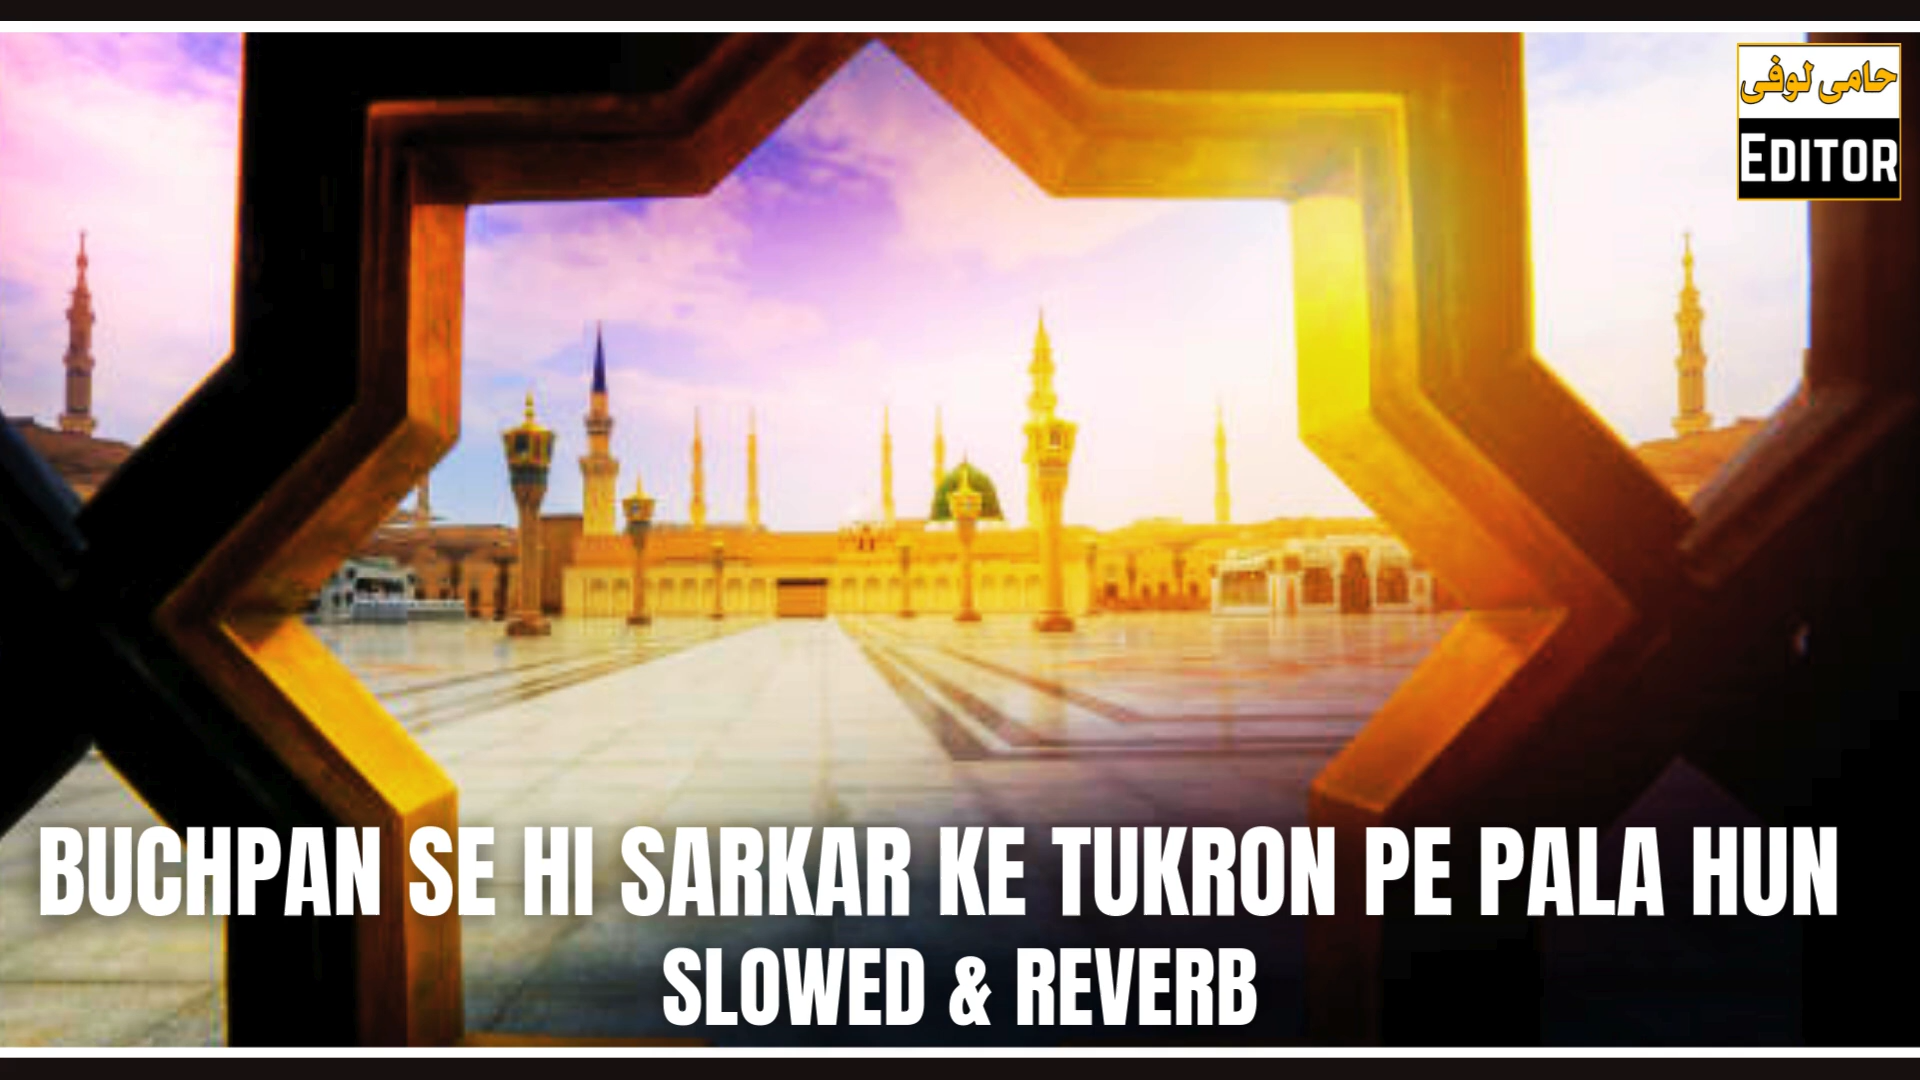 حامی لوفی
EDITOR
BUCHPAN SE HI SARKAR KE TUKRON PE PALA HUN
SLOWED & REVERB